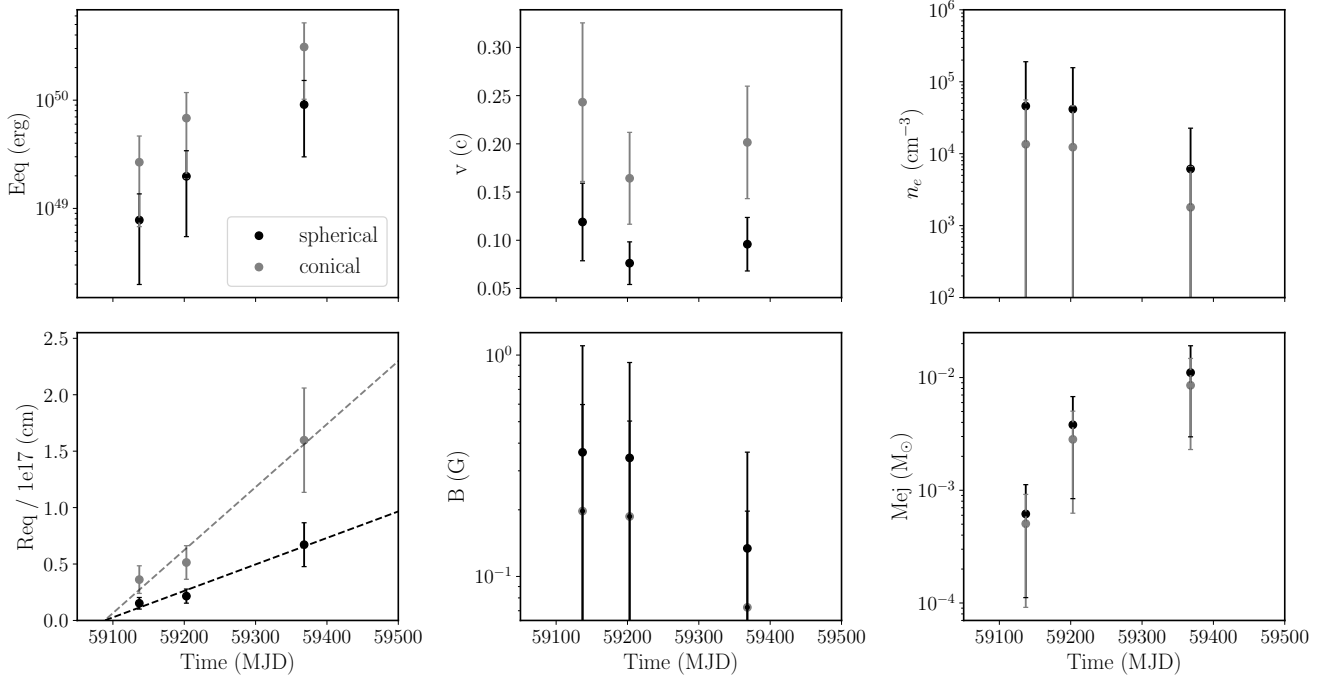 Eeq (erg)
10^50
10^49
spherical
conical
v (c)
0.30
0.25
0.20
0.15
0.10
0.05
n_e (cm^−3)
10^6
10^5
10^4
10^3
10^2
Req / 1e17 (cm)
2.5
2.0
1.5
1.0
0.5
0.0
59100 59200 59300 59400 59500
Time (MJD)
B (G)
10^0
10^−1
59100 59200 59300 59400 59500
Time (MJD)
Mej (M_⊙)
10^−2
10^−3
10^−4
59100 59200 59300 59400 59500
Time (MJD)